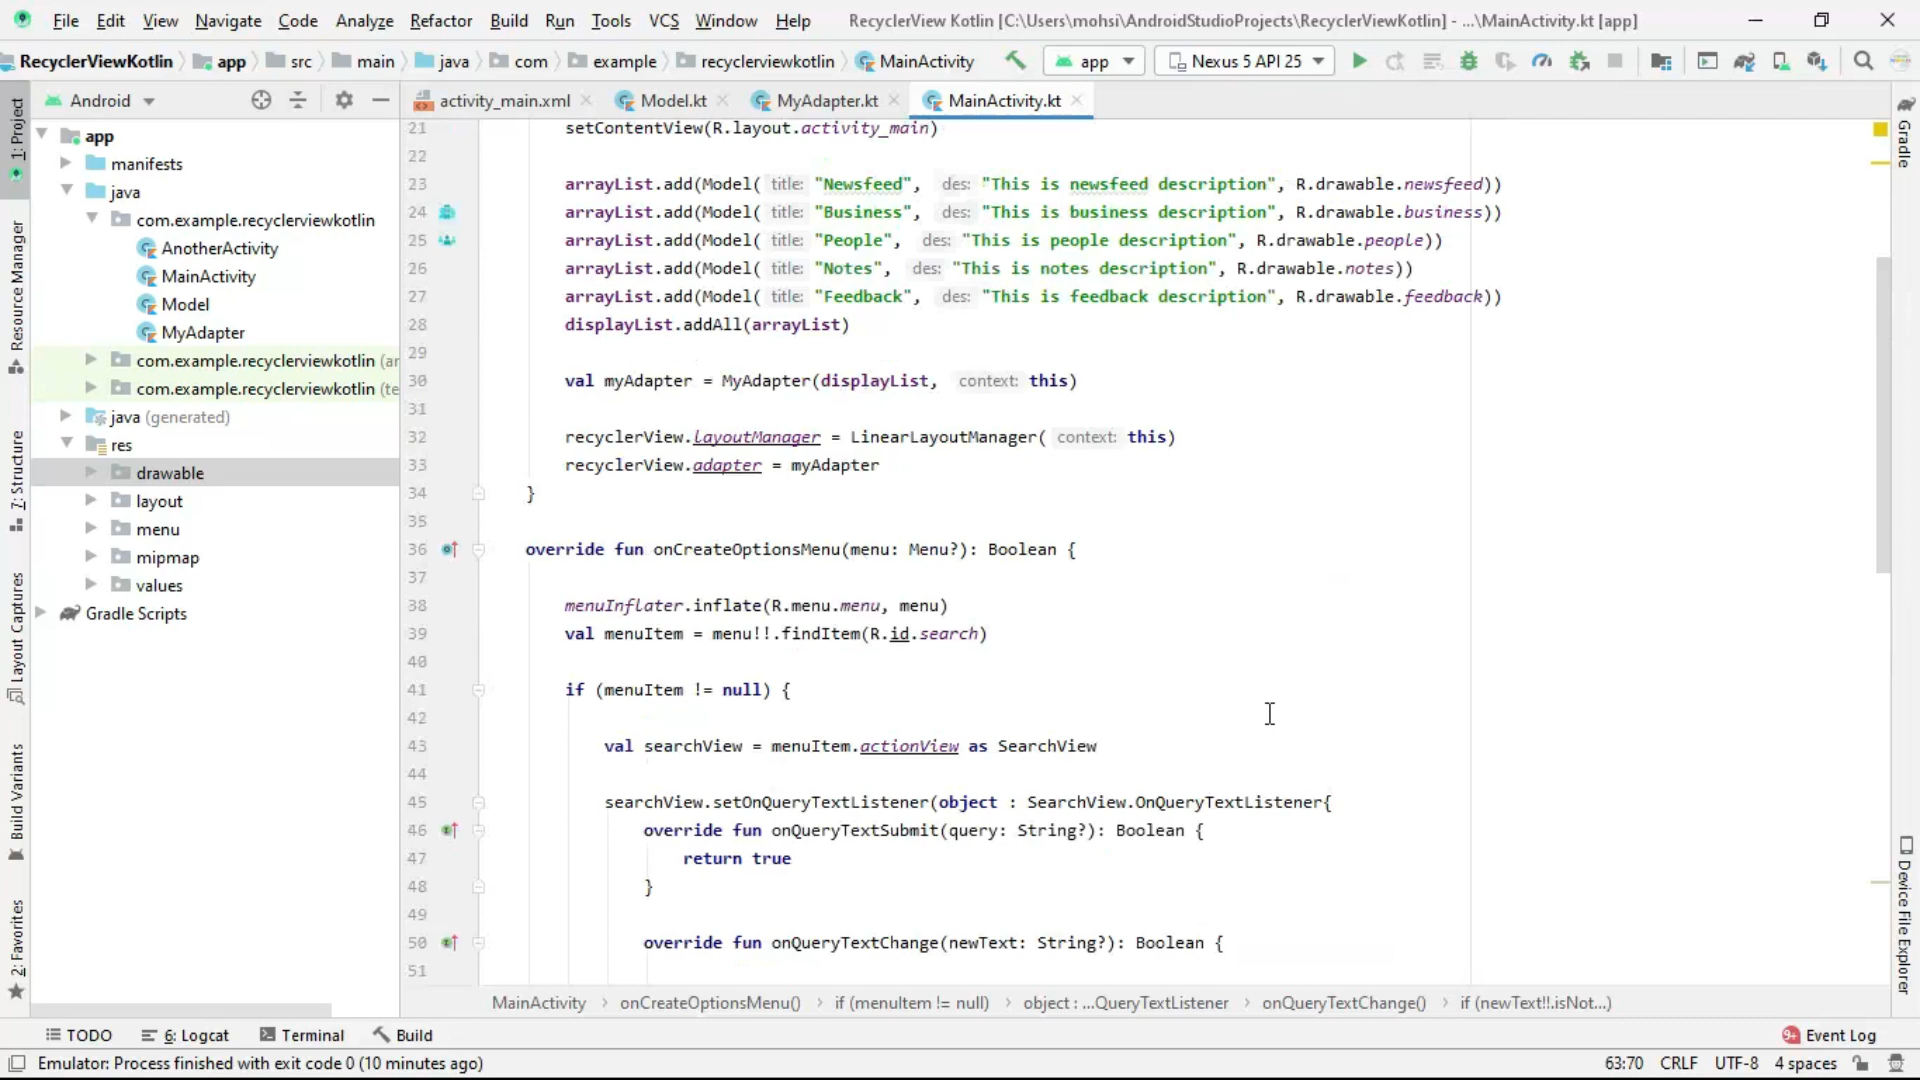 File Edit View Navigate Code Analyze Refactor Build Run Tools VCS Window Help RecyclerView Kotlin [C:\Users\mohsi\AndroidStudioProjects\RecyclerViewKotlin] - ...\MainActivity.kt [app]
RecyclerViewKotlin app src main java com example recyclerviewkotlin MainActivity app Nexus 5 API 25
Android
activity_main.xml Model.kt MyAdapter.kt MainActivity.kt
1: Project
Resource Manager
7: Structure
Layout Captures
Build Variants
2: Favorites
app
manifests
java
com.example.recyclerviewkotlin
AnotherActivity
MainActivity
Model
MyAdapter
com.example.recyclerviewkotlin (ar
com.example.recyclerviewkotlin (te
java (generated)
res
drawable
layout
menu
mipmap
values
Gradle Scripts
21 setContentView(R.layout.activity_main)
22
23 arrayList.add(Model( title: "Newsfeed", des: "This is newsfeed description", R.drawable.newsfeed))
24 arrayList.add(Model( title: "Business", des: "This is business description", R.drawable.business))
25 arrayList.add(Model( title: "People", des: "This is people description", R.drawable.people))
26 arrayList.add(Model( title: "Notes", des: "This is notes description", R.drawable.notes))
27 arrayList.add(Model( title: "Feedback", des: "This is feedback description", R.drawable.feedback))
28 displayList.addAll(arrayList)
29
30 val myAdapter = MyAdapter(displayList, context: this)
31
32 recyclerView.layoutManager = LinearLayoutManager( context: this)
33 recyclerView.adapter = myAdapter
34 }
35
36 override fun onCreateOptionsMenu(menu: Menu?): Boolean {
37
38 menuInflater.inflate(R.menu.menu, menu)
39 val menuItem = menu!!.findItem(R.id.search)
40
41 if (menuItem != null) {
42
43 val searchView = menuItem.actionView as SearchView
44
45 searchView.setOnQueryTextListener(object : SearchView.OnQueryTextListener{
46 override fun onQueryTextSubmit(query: String?): Boolean {
47 return true
48 }
49
50 override fun onQueryTextChange(newText: String?): Boolean {
51
MainActivity > onCreateOptionsMenu() > if (menuItem != null) > object : ...QueryTextListener > onQueryTextChange() > if (newText!!.isNot...)
Gradle
Device File Explorer
TODO 6: Logcat Terminal Build 9+ Event Log
Emulator: Process finished with exit code 0 (10 minutes ago) 63:70 CRLF UTF-8 4 spaces